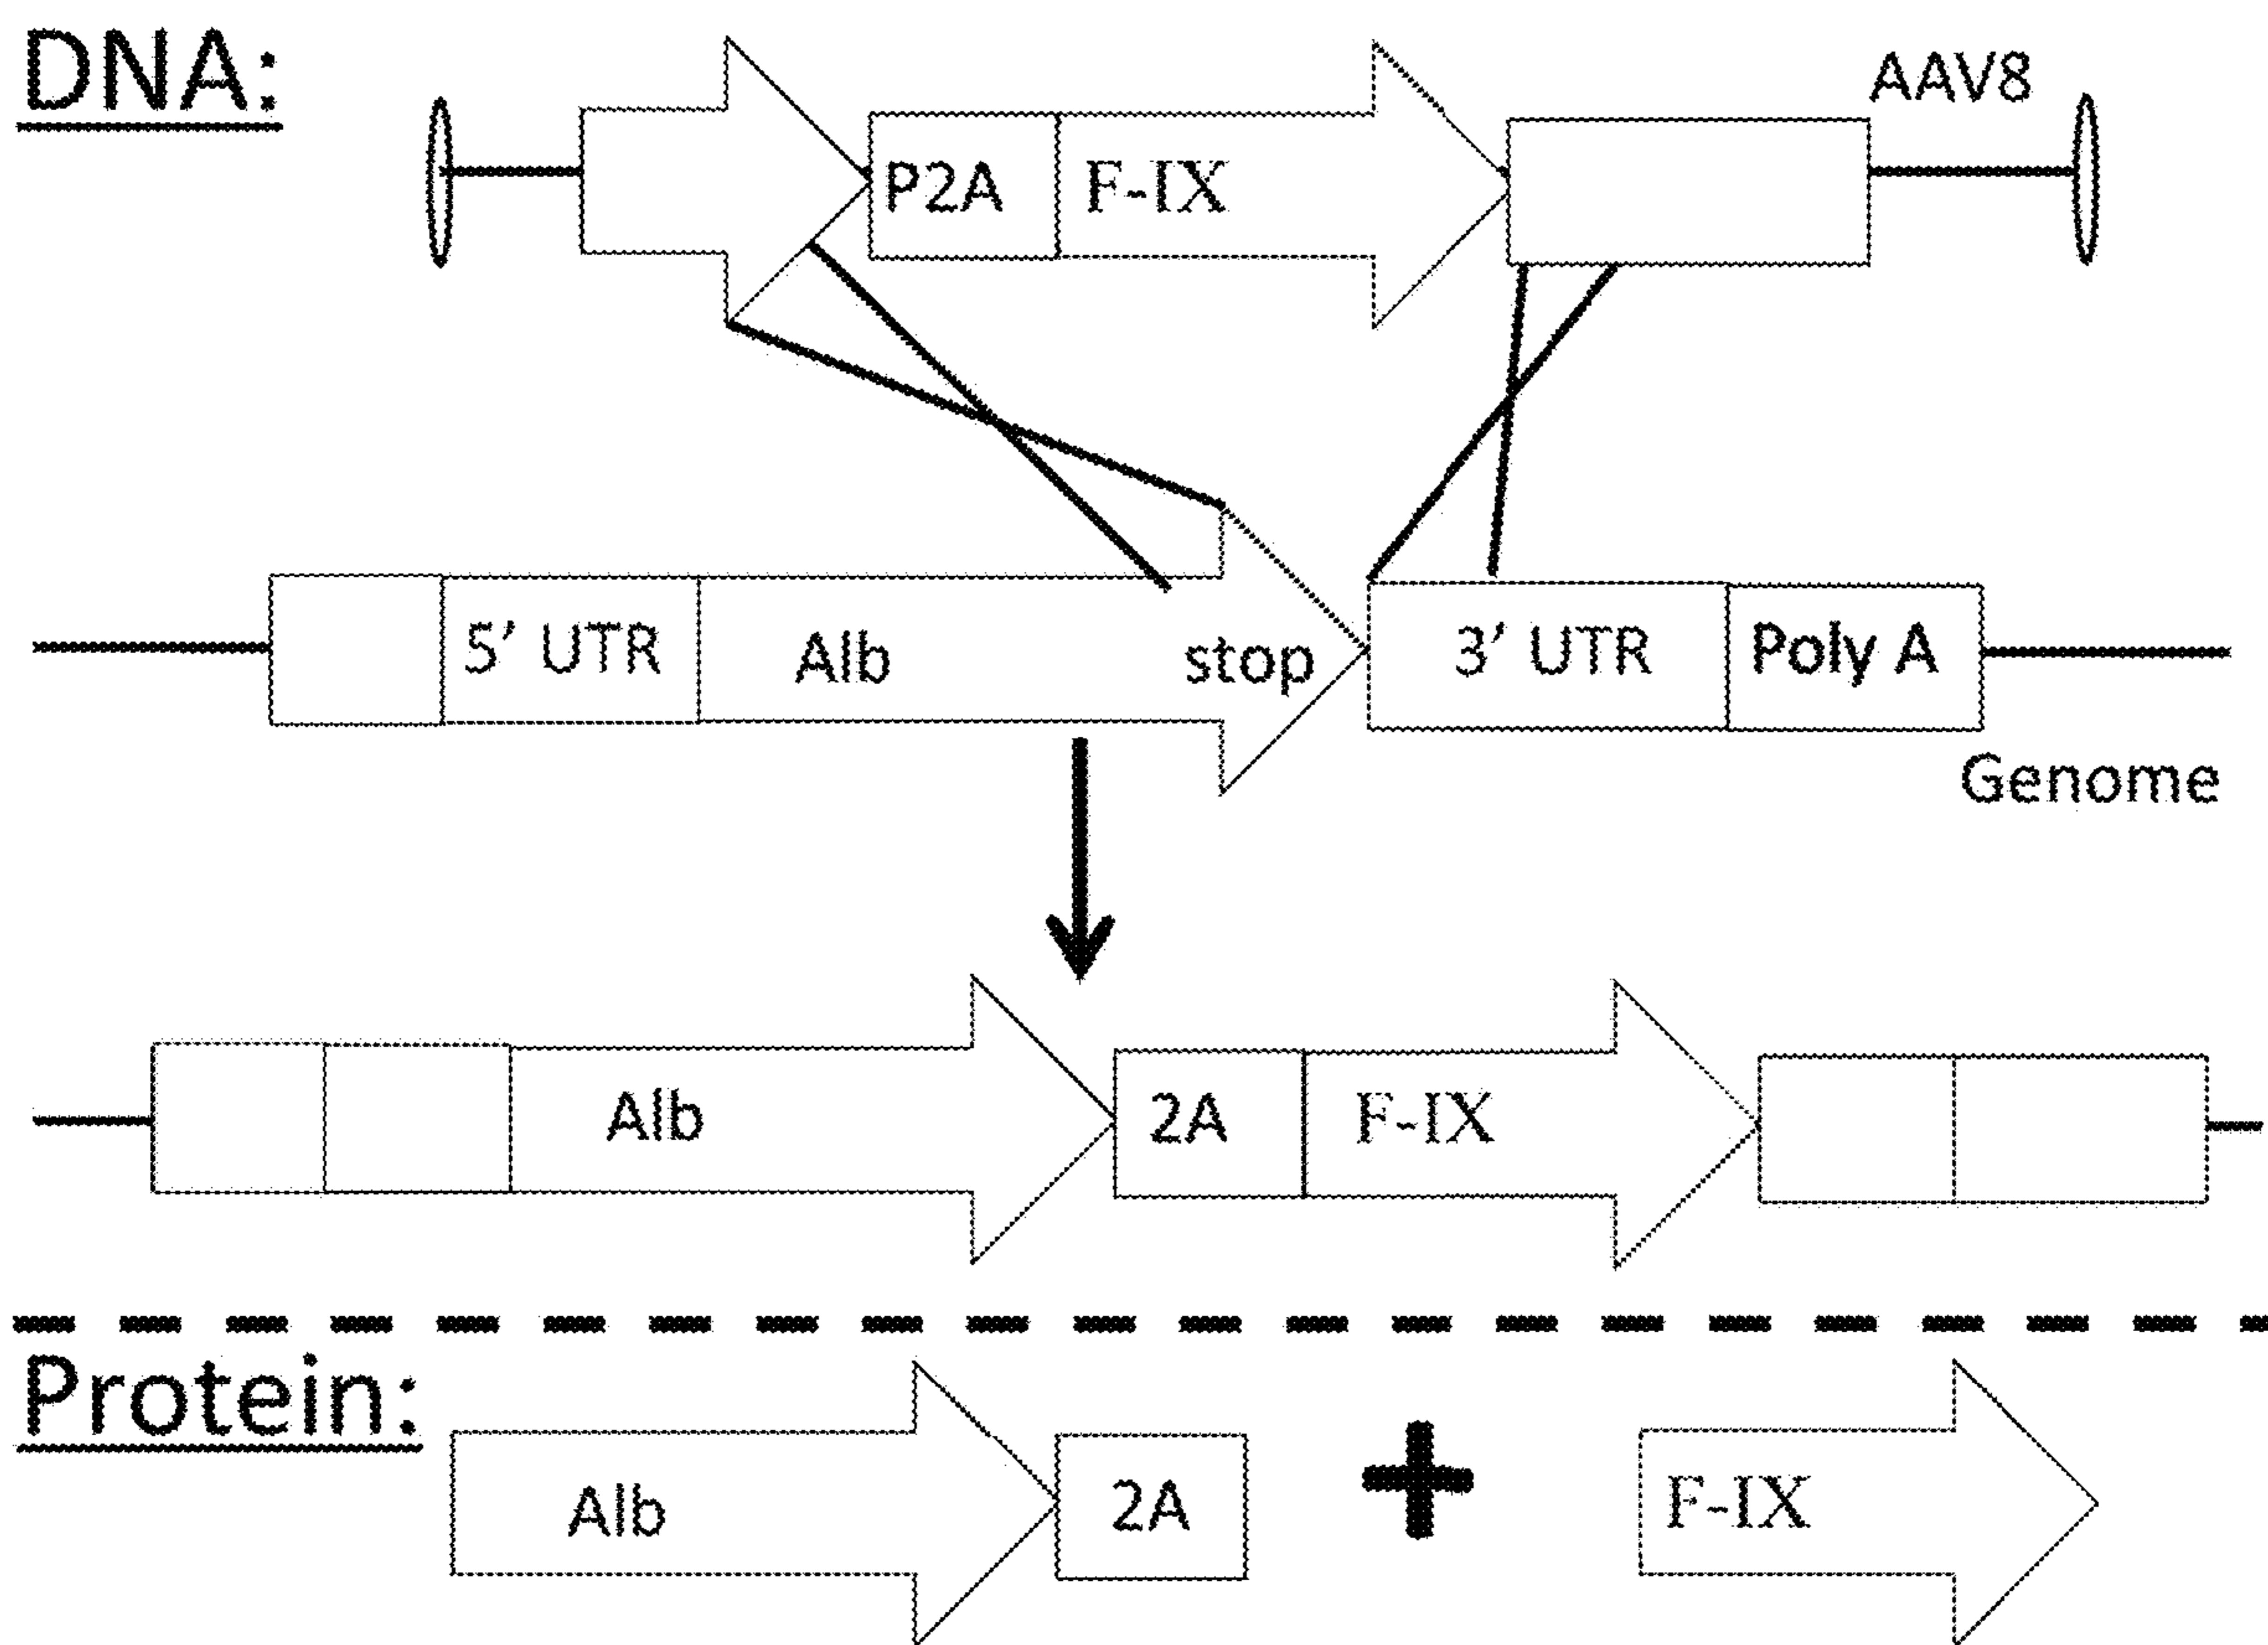 DNA:
AAV8
P2A F-IX
5' UTR Alb stop 3' UTR Poly A
Genome
Alb 2A F-IX
Protein:
Alb 2A + F-IX